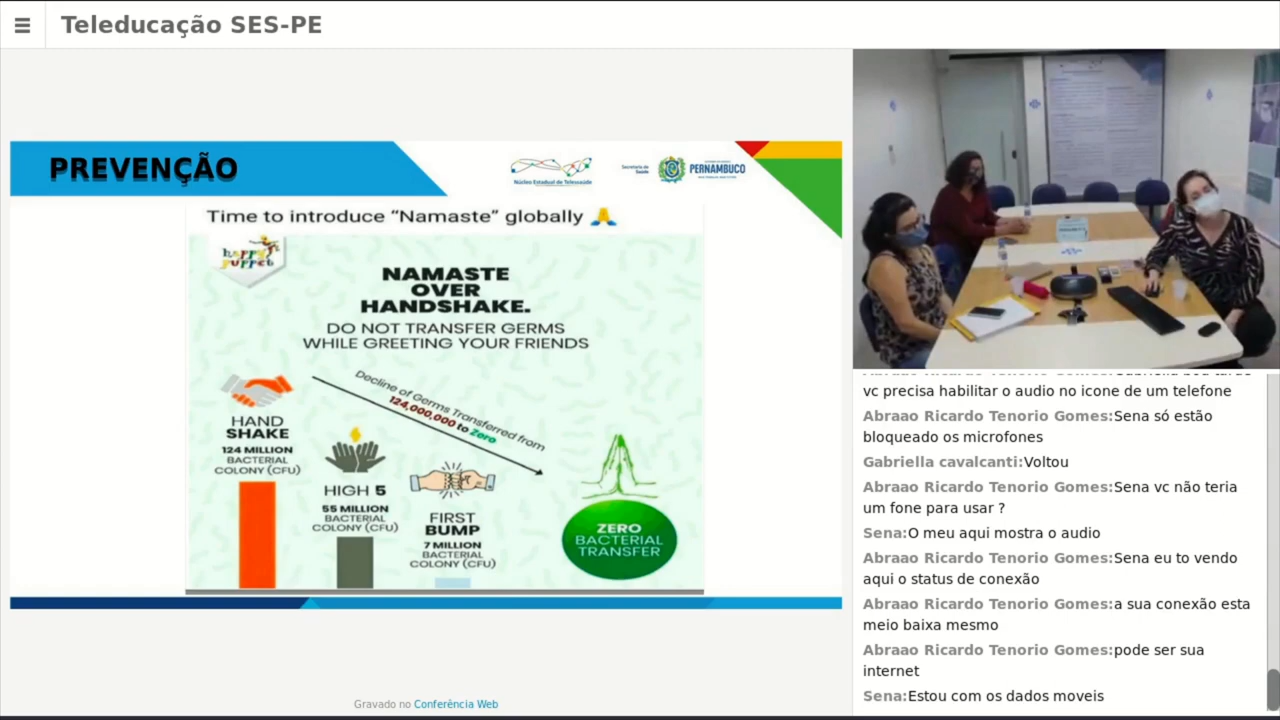 Teleducação SES-PE
PREVENÇÃO
Núcleo Estadual de Telessaúde
Secretaria de
Saúde
PERNAMBUCO
Time to introduce “Namaste” globally 🙏
happy
puppet
NAMASTE
OVER
HANDSHAKE.
DO NOT TRANSFER GERMS
WHILE GREETING YOUR FRIENDS
Decline of Germs Transferred from
124,000,000 to Zero
HAND
SHAKE
124 MILLION
BACTERIAL
COLONY (CFU)
HIGH 5
55 MILLION
BACTERIAL
COLONY (CFU)
FIRST
BUMP
7 MILLION
BACTERIAL
COLONY (CFU)
ZERO
BACTERIAL
TRANSFER
Gravado no Conferência Web
vc precisa habilitar o audio no icone de um telefone
Abraao Ricardo Tenorio Gomes:Sena só estão
bloqueado os microfones
Gabriella cavalcanti:Voltou
Abraao Ricardo Tenorio Gomes:Sena vc não teria
um fone para usar ?
Sena:O meu aqui mostra o audio
Abraao Ricardo Tenorio Gomes:Sena eu to vendo
aqui o status de conexão
Abraao Ricardo Tenorio Gomes:a sua conexão esta
meio baixa mesmo
Abraao Ricardo Tenorio Gomes:pode ser sua
internet
Sena:Estou com os dados moveis